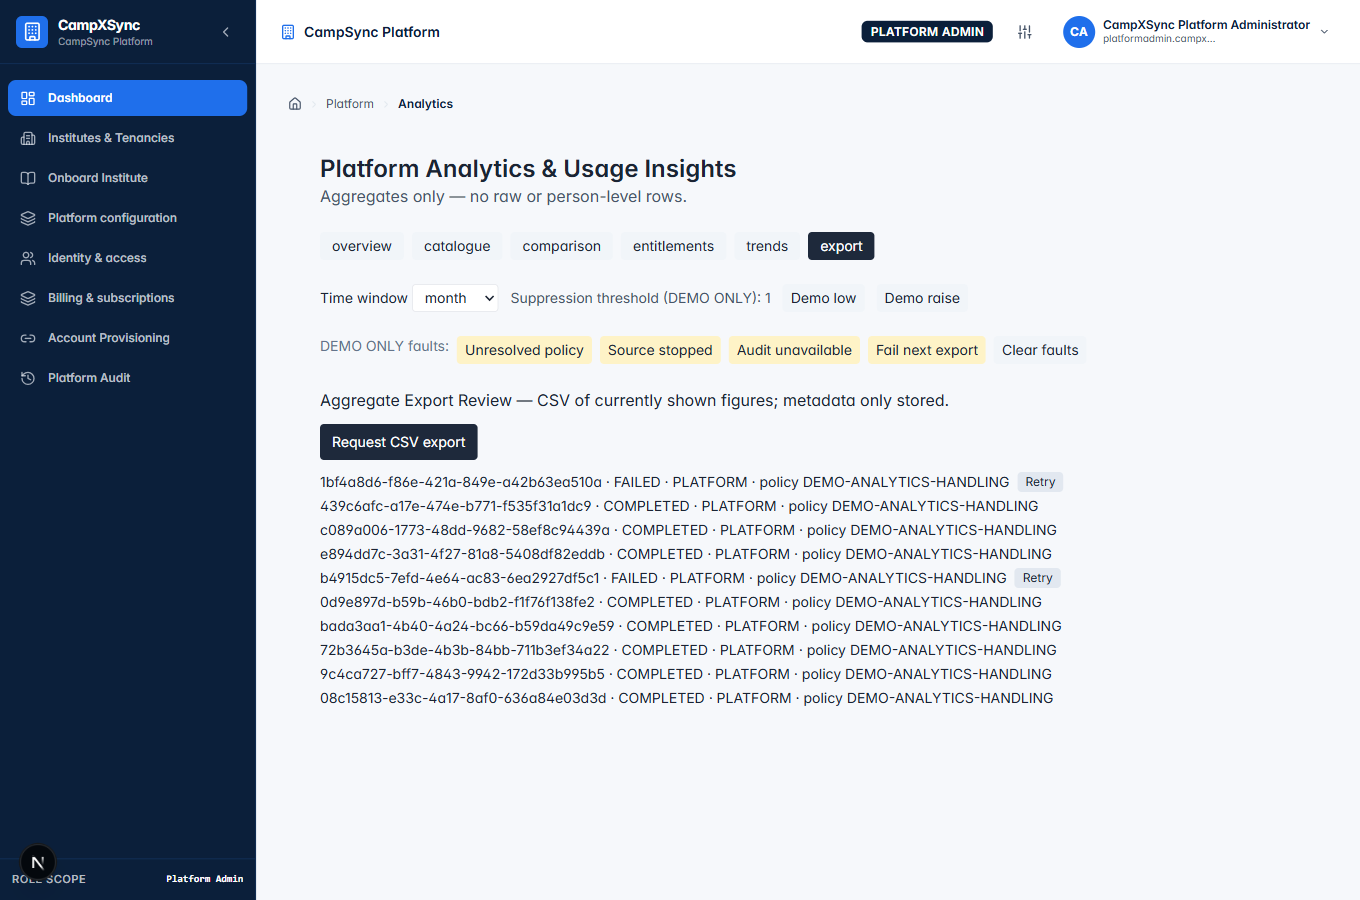 CampXSync
CampSync Platform
CampSync Platform
PLATFORM ADMIN
CA
CampXSync Platform Administrator
platformadmin.campx...
Dashboard
Institutes & Tenancies
Onboard Institute
Platform configuration
Identity & access
Billing & subscriptions
Account Provisioning
Platform Audit
Platform
Analytics
Platform Analytics & Usage Insights
Aggregates only — no raw or person-level rows.
overview catalogue comparison entitlements trends export
Time window month Suppression threshold (DEMO ONLY): 1 Demo low Demo raise
DEMO ONLY faults: Unresolved policy Source stopped Audit unavailable Fail next export Clear faults
Aggregate Export Review — CSV of currently shown figures; metadata only stored.
Request CSV export
1bf4a8d6-f86e-421a-849e-a42b63ea510a · FAILED · PLATFORM · policy DEMO-ANALYTICS-HANDLING Retry
439c6afc-a17e-474e-b771-f535f31a1dc9 · COMPLETED · PLATFORM · policy DEMO-ANALYTICS-HANDLING
c089a006-1773-48dd-9682-58ef8c94439a · COMPLETED · PLATFORM · policy DEMO-ANALYTICS-HANDLING
e894dd7c-3a31-4f27-81a8-5408df82eddb · COMPLETED · PLATFORM · policy DEMO-ANALYTICS-HANDLING
b4915dc5-7efd-4e64-ac83-6ea2927df5c1 · FAILED · PLATFORM · policy DEMO-ANALYTICS-HANDLING Retry
0d9e897d-b59b-46b0-bdb2-f1f76f138fe2 · COMPLETED · PLATFORM · policy DEMO-ANALYTICS-HANDLING
bada3aa1-4b40-4a24-bc66-b59da49c9e59 · COMPLETED · PLATFORM · policy DEMO-ANALYTICS-HANDLING
72b3645a-b3de-4b3b-84bb-711b3ef34a22 · COMPLETED · PLATFORM · policy DEMO-ANALYTICS-HANDLING
9c4ca727-bff7-4843-9942-172d33b995b5 · COMPLETED · PLATFORM · policy DEMO-ANALYTICS-HANDLING
08c15813-e33c-4a17-8af0-636a84e03d3d · COMPLETED · PLATFORM · policy DEMO-ANALYTICS-HANDLING
N
SCOPE Platform Admin